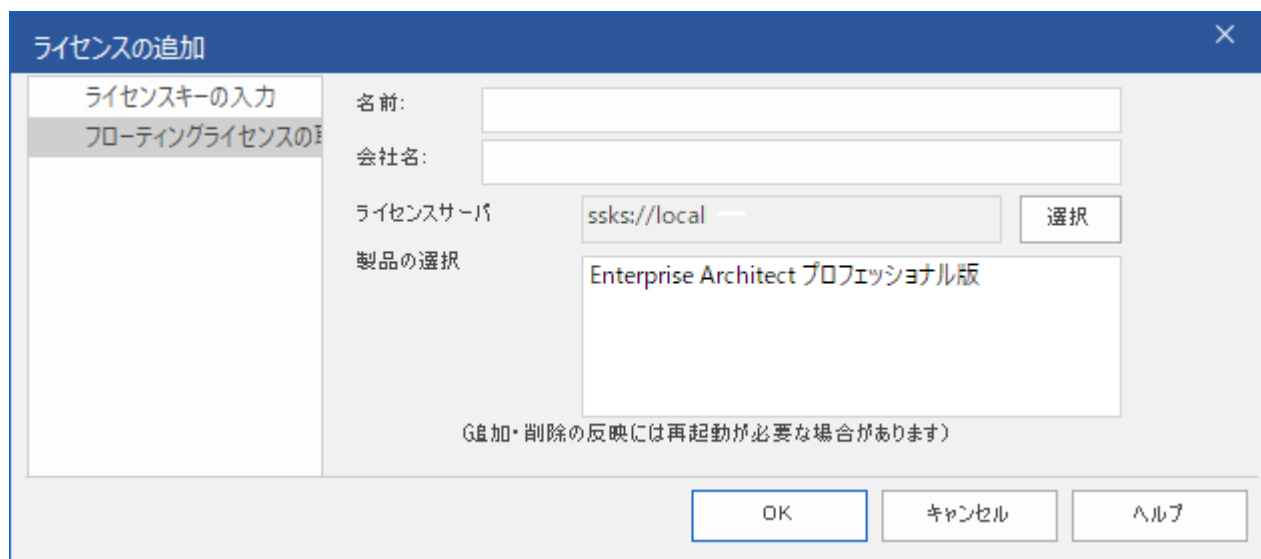 ライセンスの追加
ライセンスキーの入力
フローティングライセンスの
名前:
会社名:
ライセンスサーバ
ssks://local
選択
製品の選択
Enterprise Architect プロフェッショナル版
(追加・削除の反映には再起動が必要な場合があります)
OK
キャンセル
ヘルプ